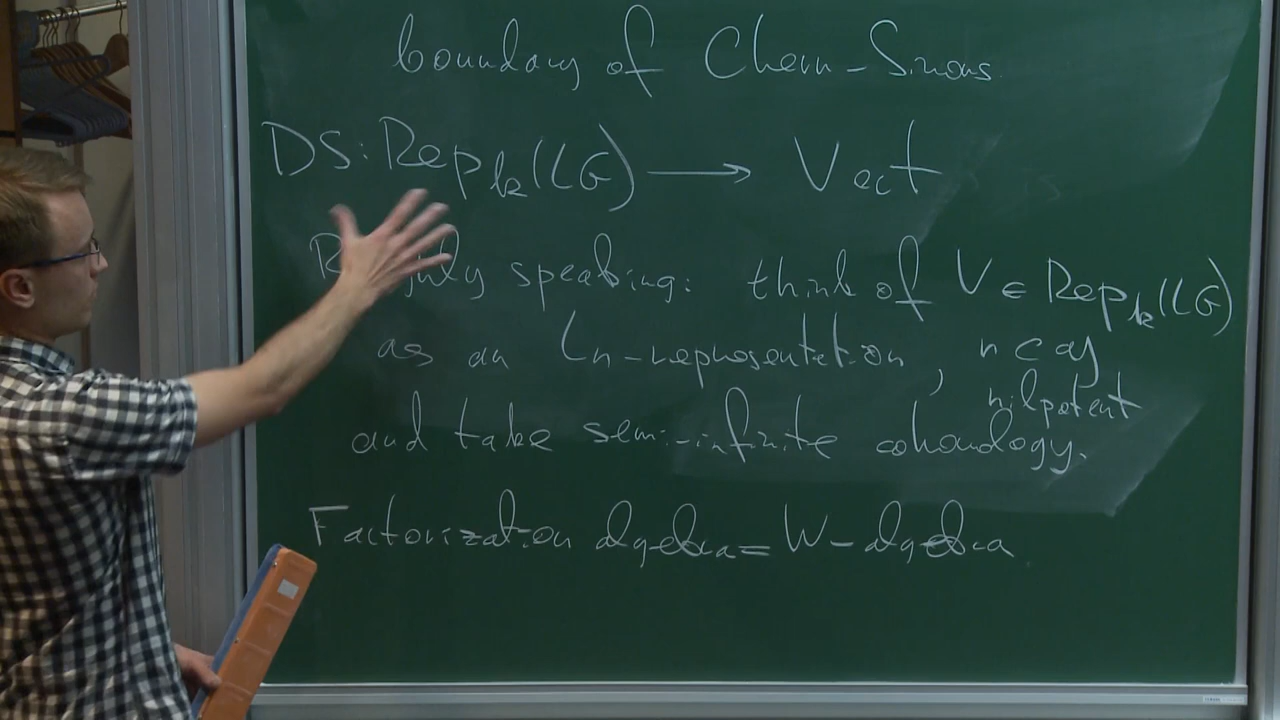 boundary of Chern-Simons
DS: Rep_k(LG) → Vect
Roughly speaking: think of V ∈ Rep_k(LG)
as an Ln-representation, n ⊂ g
nilpotent
and take semi-infinite cohomology.
Factorization algebra = W-algebra